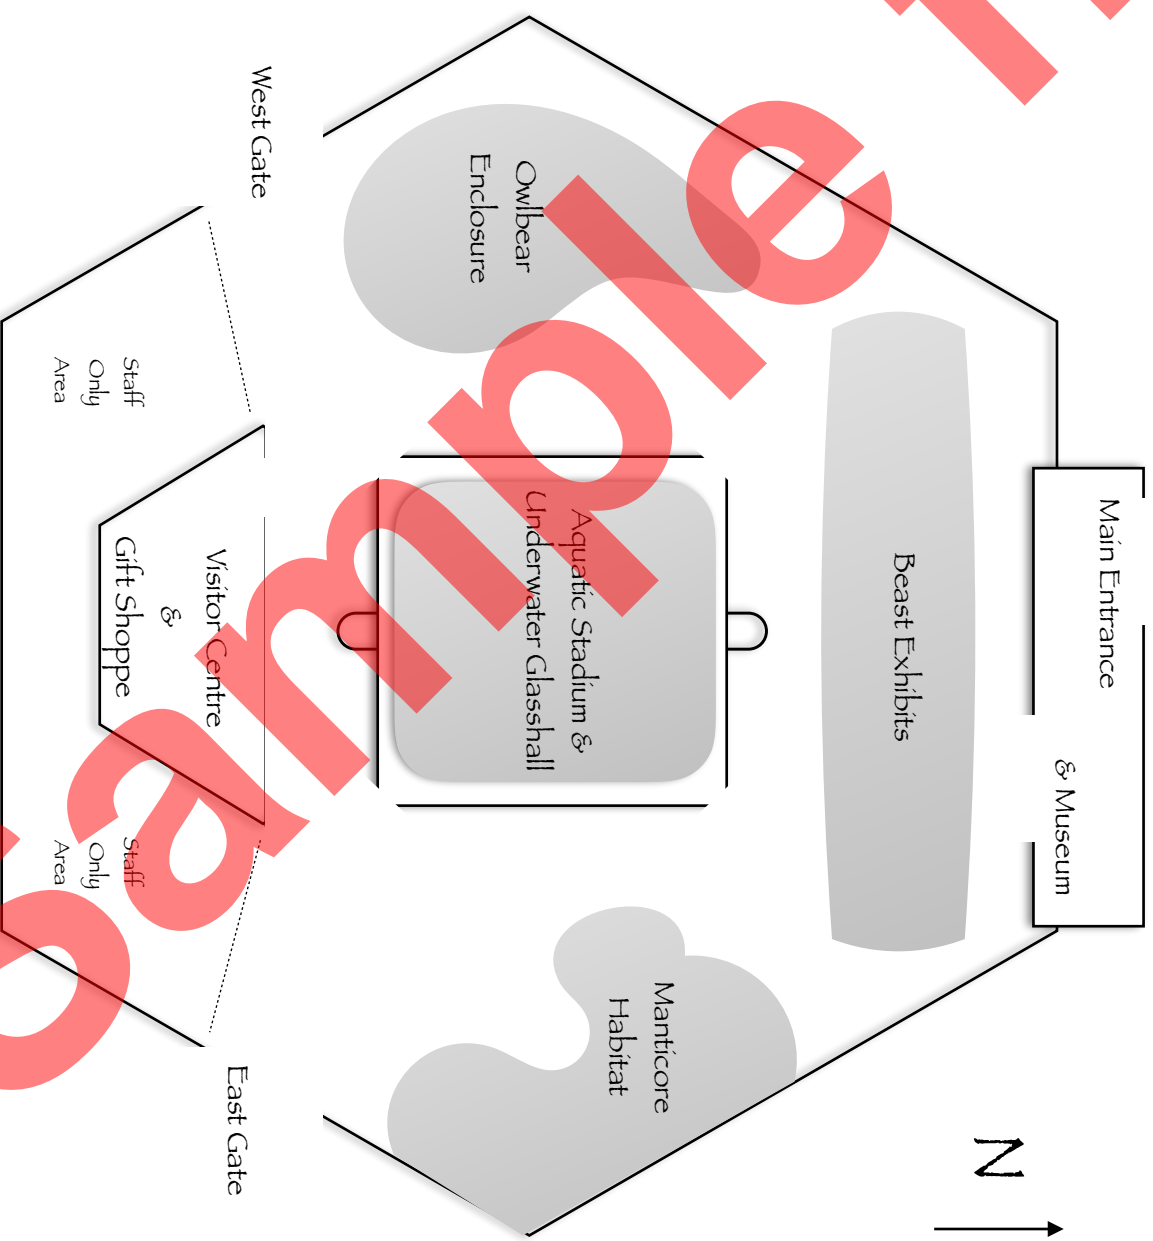 Main Entrance
& Museum
Beast Exhibits
Owlbear
Enclosure
Aquatic Stadium &
Underwater Glasshall
Manticore
Habitat
West Gate
East Gate
Visitor Centre
&
Gift Shoppe
Staff
Only
Area
Staff
Only
Area
N
Sample